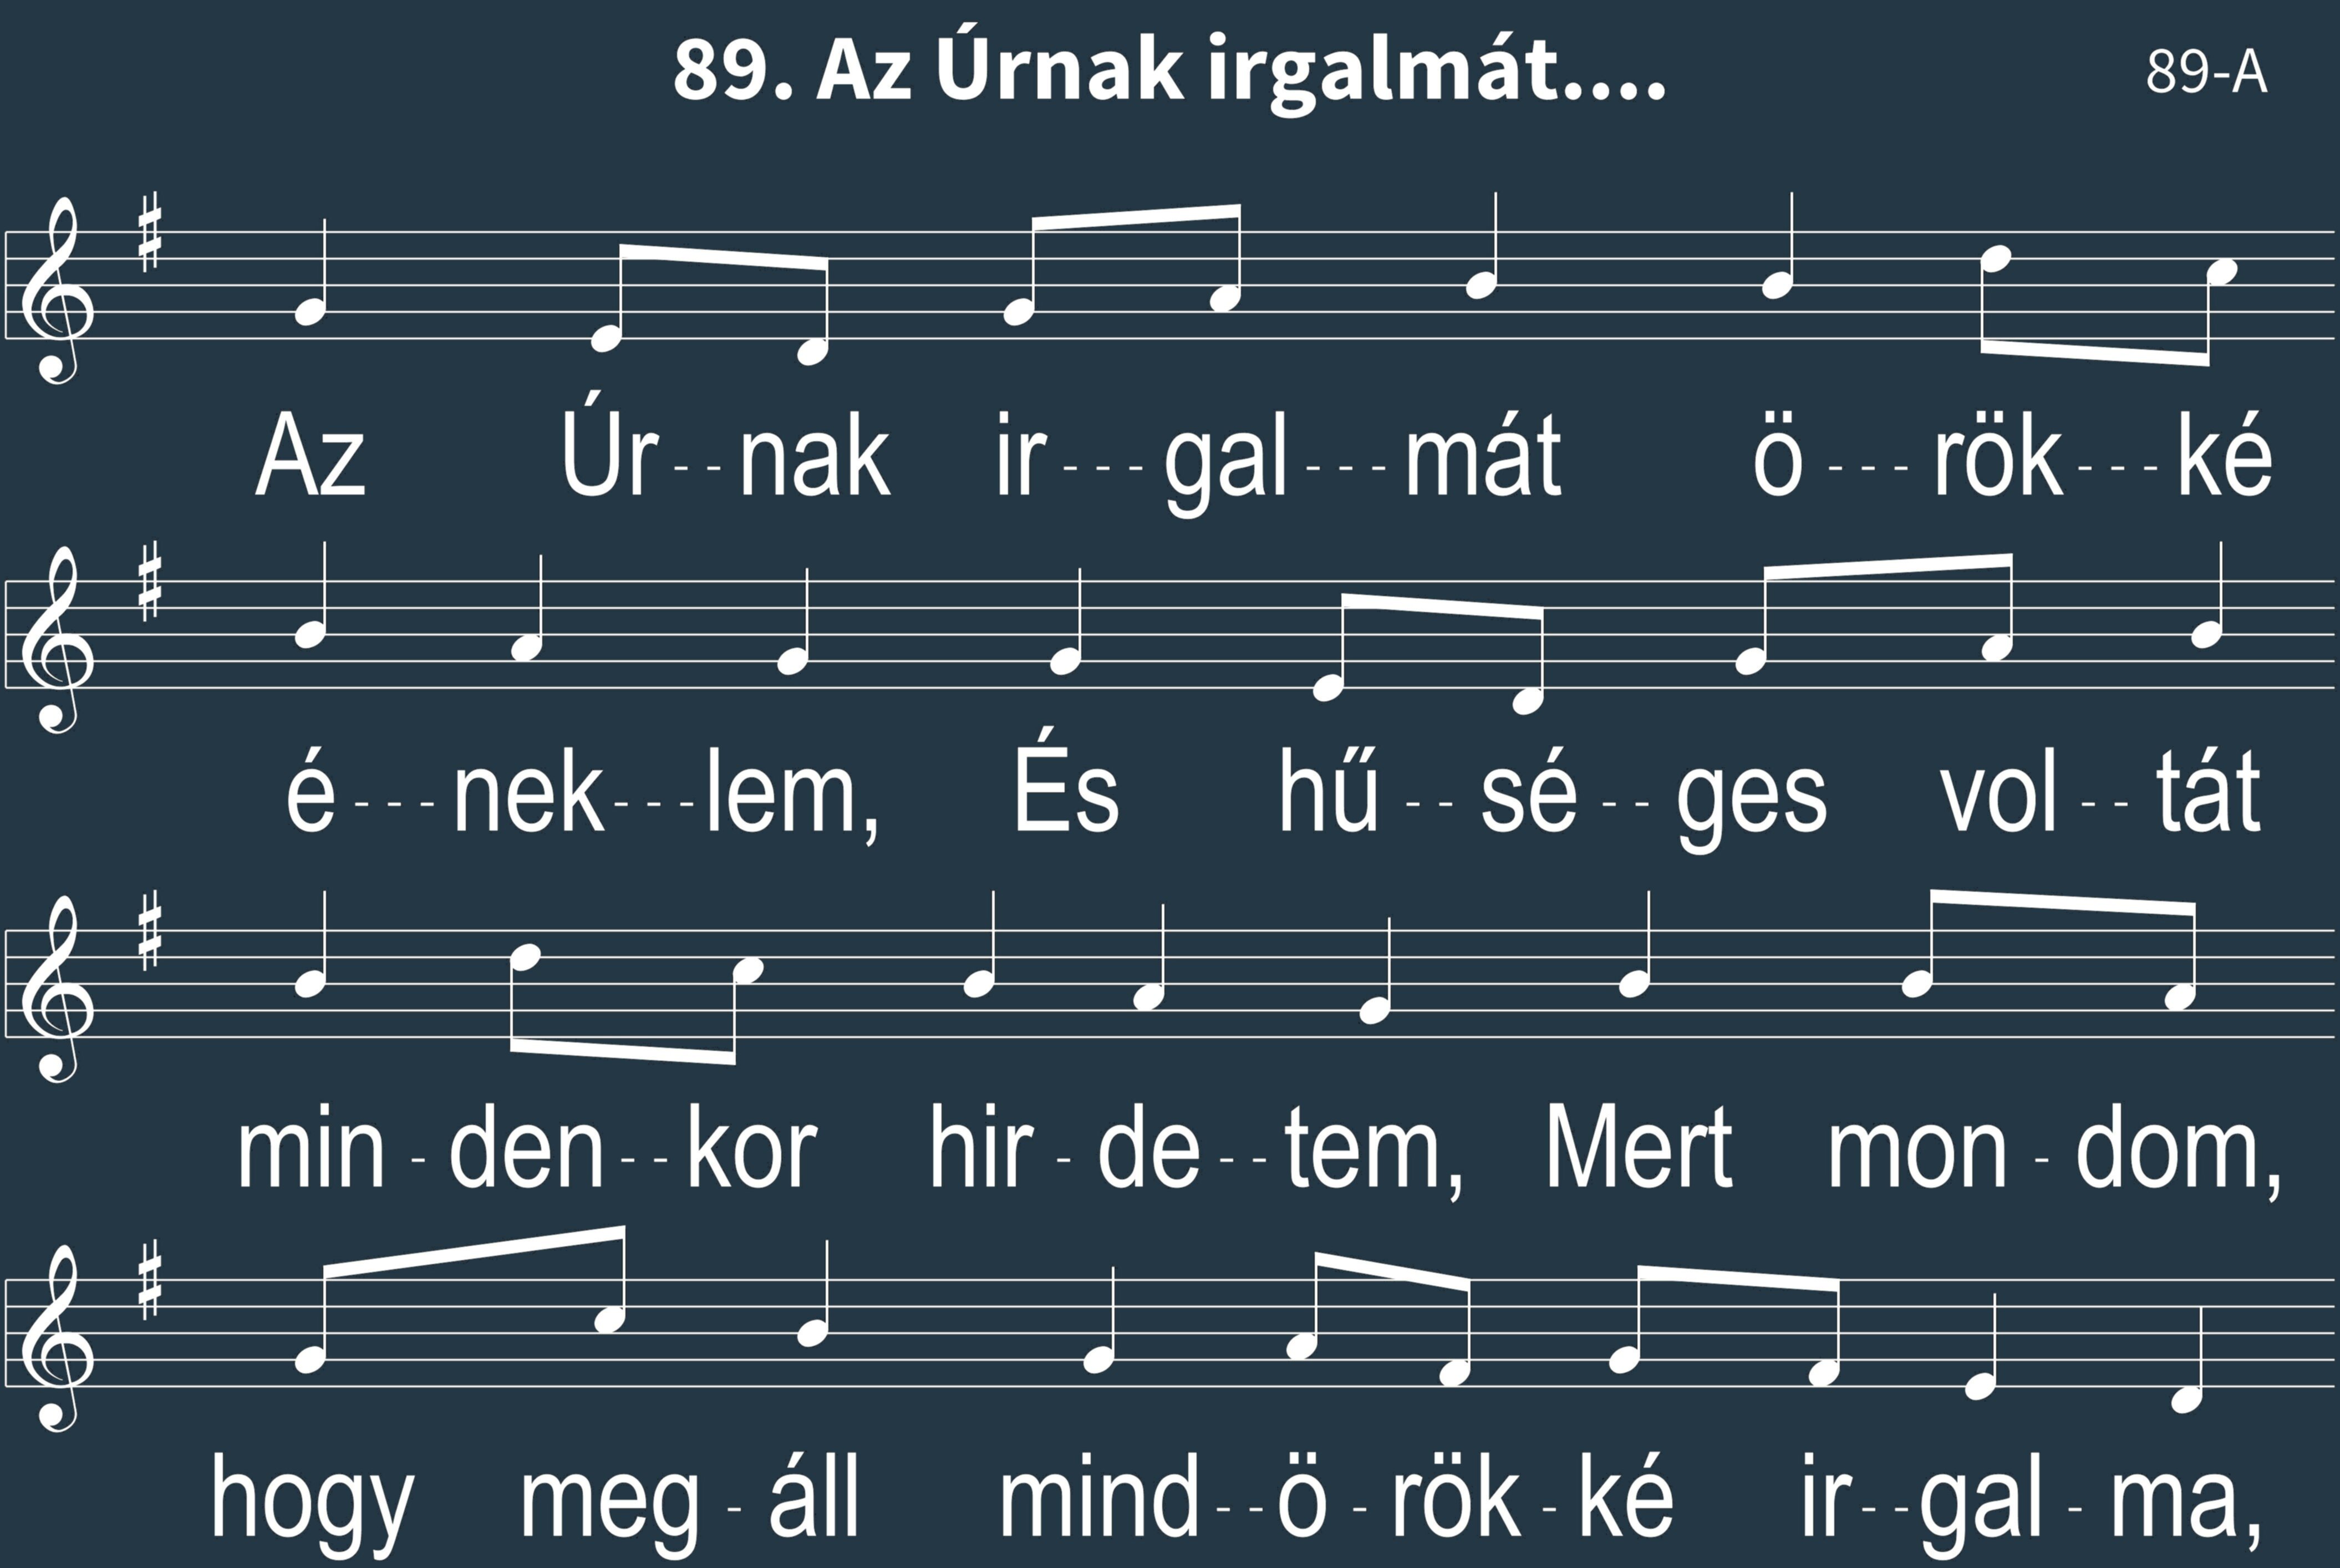 89. Az Úrnak irgalmát.... 89-A
Az Úr--nak ir---gal---mát ö---rök---ké
é---nek---lem, És hű--sé--ges vol--tát
min-den--kor hir-de--tem, Mert mon-dom,
hogy meg-áll mind--ö-rök-ké ir--gal-ma,